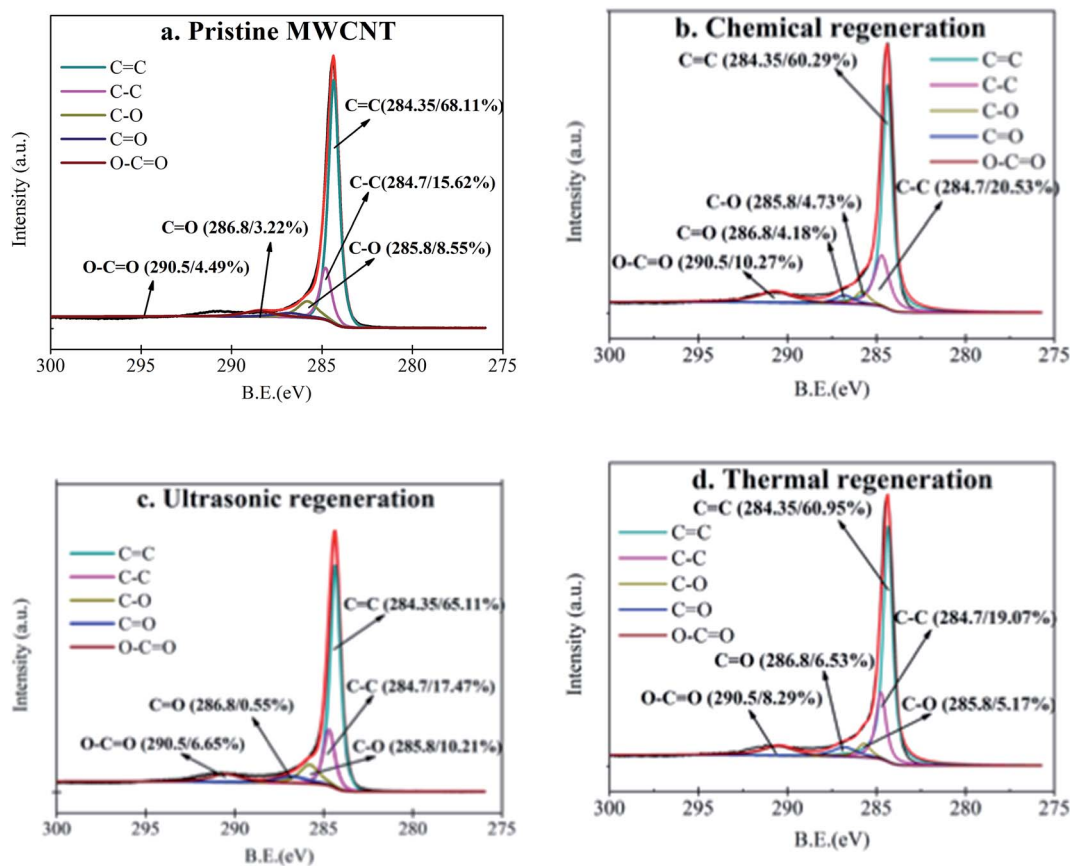 a. Pristine MWCNT
C=C
C-C
C-O
C=O
O-C=O
C=C(284.35/68.11%)
C-C(284.7/15.62%)
C=O (286.8/3.22%)
C-O (285.8/8.55%)
O-C=O (290.5/4.49%)
Intensity (a.u.)
300 295 290 285 280 275
B.E.(eV)
b. Chemical regeneration
C=C (284.35/60.29%)
C=C
C-C
C-O
C=O
O-C=O
C-C (284.7/20.53%)
C-O (285.8/4.73%)
C=O (286.8/4.18%)
O-C=O (290.5/10.27%)
Intensity (a.u.)
300 295 290 285 280 275
B.E.(eV)
c. Ultrasonic regeneration
C=C
C-C
C-O
C=O
O-C=O
C=C (284.35/65.11%)
C-C (284.7/17.47%)
C=O (286.8/0.55%)
O-C=O (290.5/6.65%)
C-O (285.8/10.21%)
Intensity (a.u.)
300 295 290 285 280 275
B.E.(eV)
d. Thermal regeneration
C=C (284.35/60.95%)
C=C
C-C
C-O
C=O
O-C=O
C-C (284.7/19.07%)
C=O (286.8/6.53%)
O-C=O (290.5/8.29%)
C-O (285.8/5.17%)
Intensity (a.u.)
300 295 290 285 280 275
B.E.(eV)